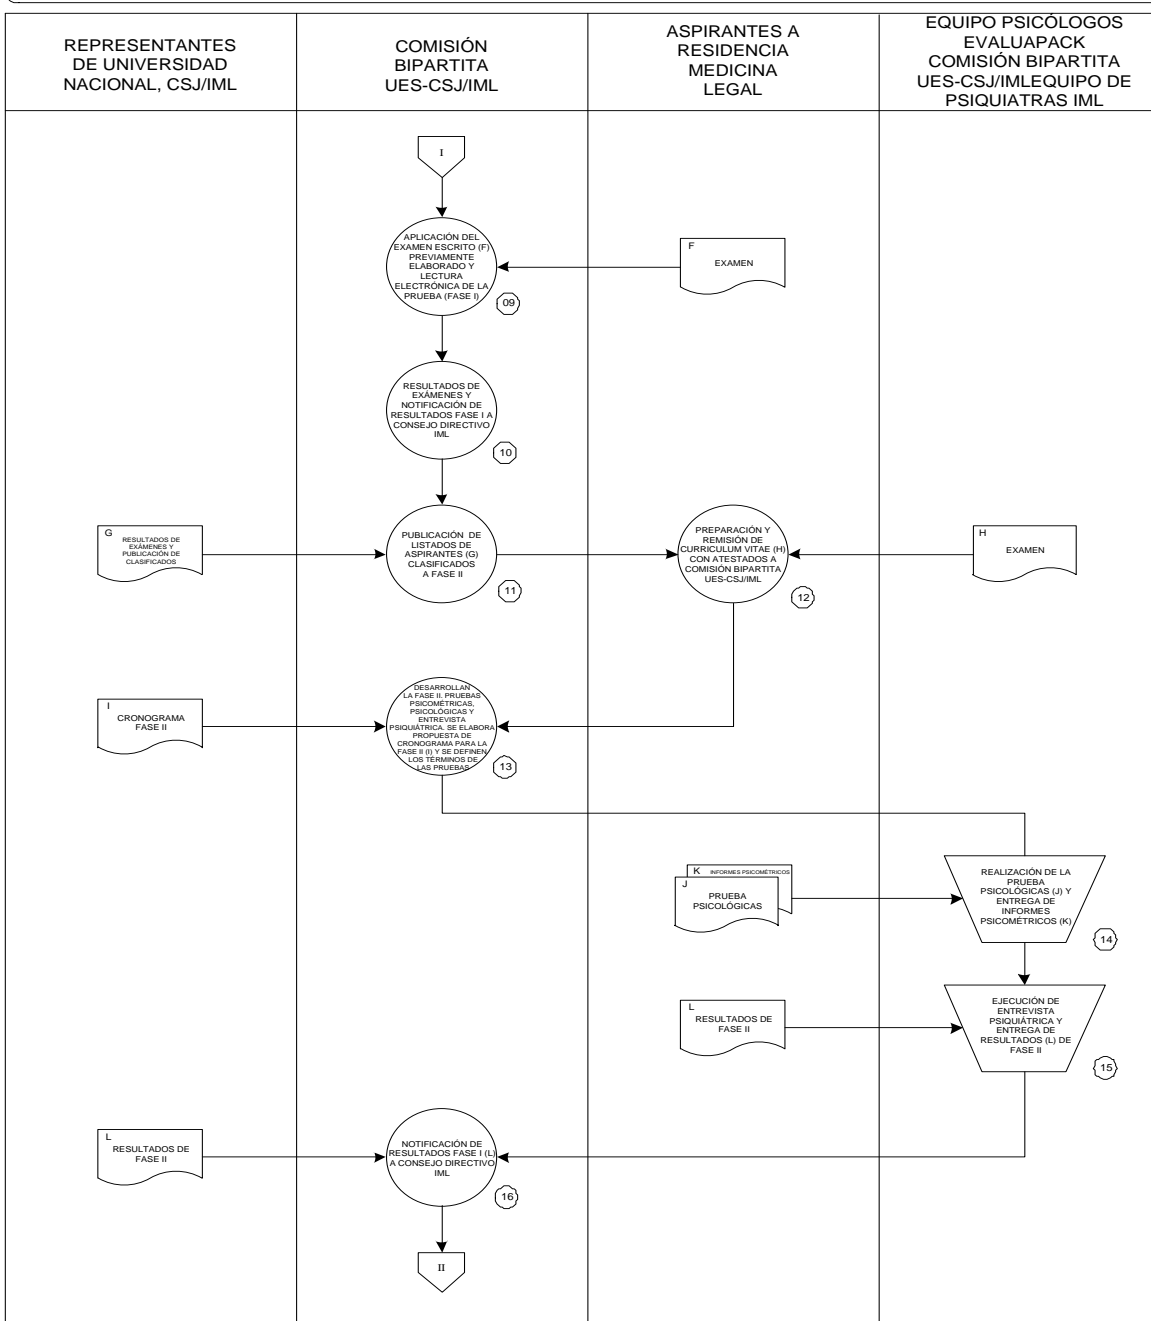 REPRESENTANTES
DE UNIVERSIDAD
NACIONAL, CSJ/IML
COMISIÓN
BIPARTITA
UES-CSJ/IML
ASPIRANTES A
RESIDENCIA
MEDICINA
LEGAL
EQUIPO PSICÓLOGOS
EVALUAPACK
COMISIÓN BIPARTITA
UES-CSJ/IMLEQUIPO DE
PSIQUIATRAS IML
I
APLICACIÓN DEL
EXAMEN ESCRITO (F)
PREVIAMENTE
ELABORADO Y
LECTURA
ELECTRÓNICA DE LA
PRUEBA (FASE I)
09
F
EXAMEN
RESULTADOS DE
EXÁMENES Y
NOTIFICACIÓN DE
RESULTADOS FASE I A
CONSEJO DIRECTIVO
IML
10
G
RESULTADOS DE
EXÁMENES Y
PUBLICACIÓN DE
CLASIFICADOS
PUBLICACIÓN DE
LISTADOS DE
ASPIRANTES (G)
CLASIFICADOS
A FASE II
11
PREPARACIÓN Y
REMISIÓN DE
CURRICULUM VITAE (H)
CON ATESTADOS A
COMISIÓN BIPARTITA
UES-CSJ/IML
12
H
EXAMEN
I
CRONOGRAMA
FASE II
DESARROLLAN
LA FASE II. PRUEBAS
PSICOMÉTRICAS,
PSICOLÓGICAS Y
ENTREVISTA
PSIQUIÁTRICA. SE ELABORA
PROPUESTA DE
CRONOGRAMA PARA LA
FASE II (I) Y SE DEFINEN
LOS TÉRMINOS DE
LAS PRUEBAS
13
K INFORMES PSICOMÉTRICOS
J
PRUEBA
PSICOLÓGICAS
REALIZACIÓN DE LA
PRUEBA
PSICOLÓGICAS (J) Y
ENTREGA DE
INFORMES
PSICOMÉTRICOS (K)
14
L
RESULTADOS DE
FASE II
EJECUCIÓN DE
ENTREVISTA
PSIQUIÁTRICA Y
ENTREGA DE
RESULTADOS (L) DE
FASE II
15
L
RESULTADOS DE
FASE II
NOTIFICACIÓN DE
RESULTADOS FASE I (L)
A CONSEJO DIRECTIVO
IML
16
II